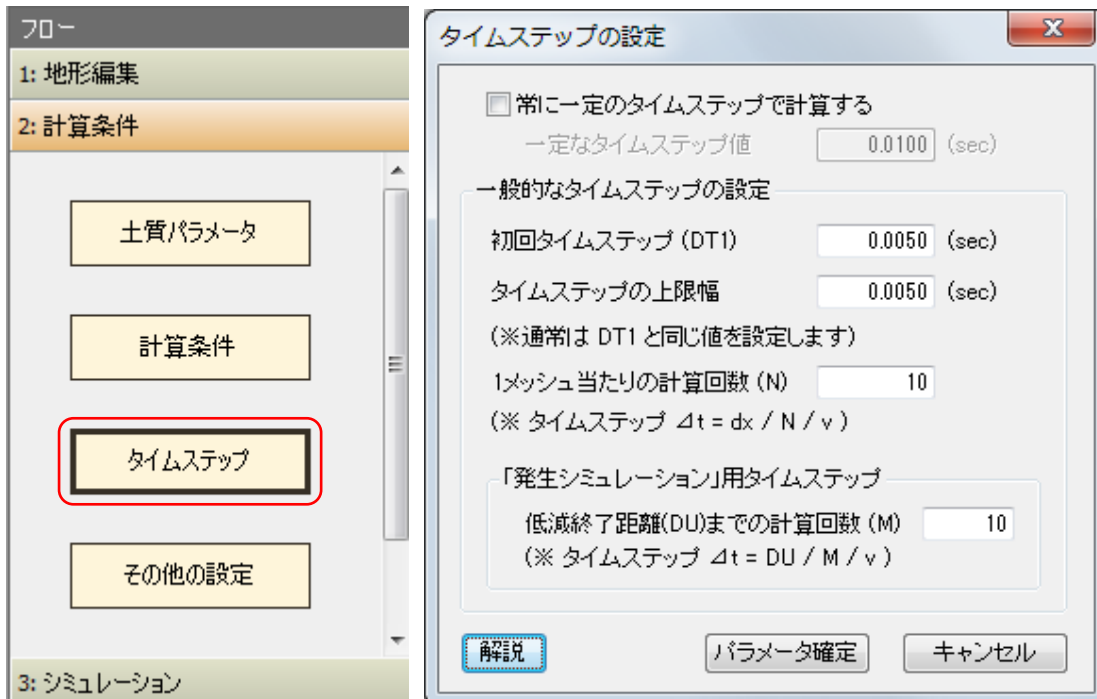 フロー
1: 地形編集
2: 計算条件
土質パラメータ
計算条件
タイムステップ
その他の設定
3: シミュレーション
タイムステップの設定
常に一定のタイムステップで計算する
一定なタイムステップ値 0.0100 (sec)
一般的なタイムステップの設定
初回タイムステップ (DT1) 0.0050 (sec)
タイムステップの上限幅 0.0050 (sec)
(※通常は DT1 と同じ値を設定します)
1メッシュ当たりの計算回数 (N) 10
(※ タイムステップ ⊿t = dx / N / v )
「発生シミュレーション」用タイムステップ
低減終了距離(DU)までの計算回数 (M) 10
(※ タイムステップ ⊿t = DU / M / v )
解説 パラメータ確定 キャンセル